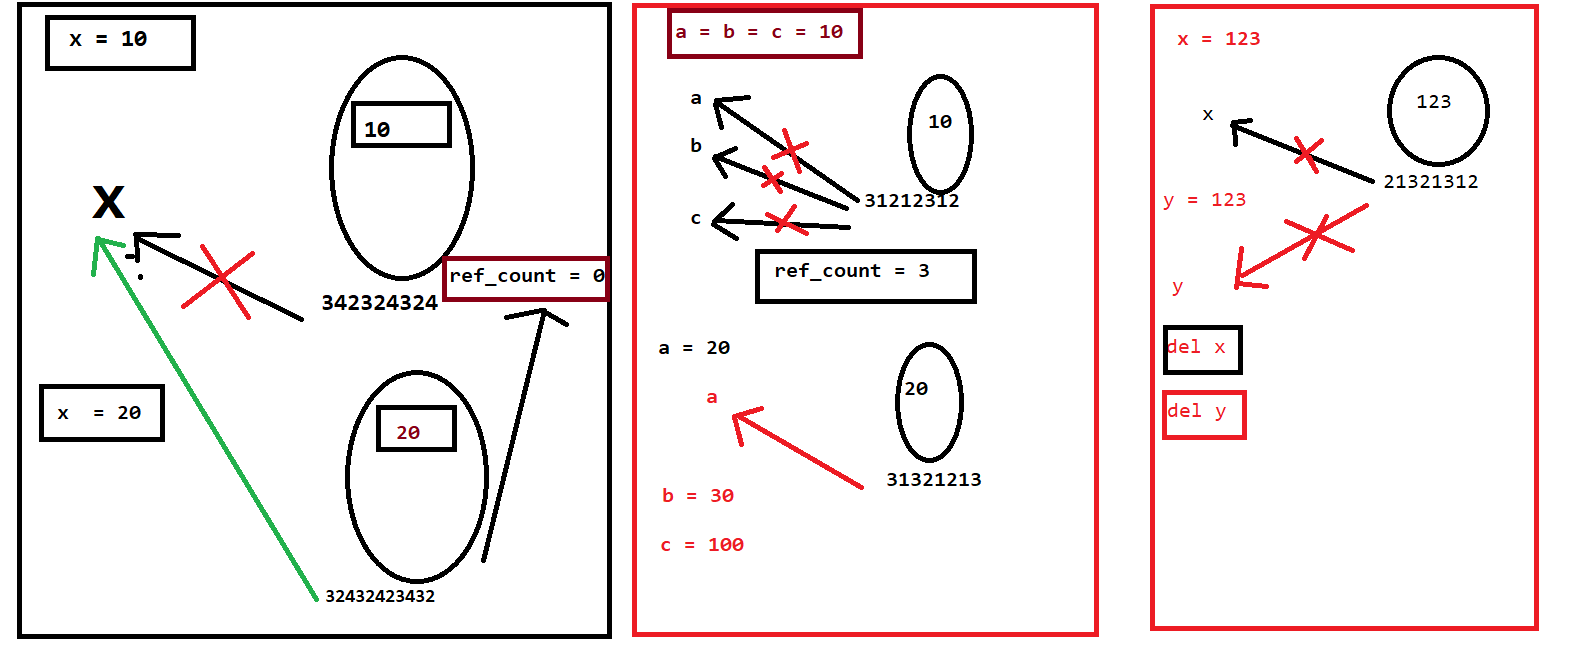 x = 10
10
X
ref_count = 0
342324324
x = 20
20
32432423432
a = b = c = 10
a
10
b
31212312
c
ref_count = 3
a = 20
20
a
31321213
b = 30
c = 100
x = 123
123
x
21321312
y = 123
y
del x
del y